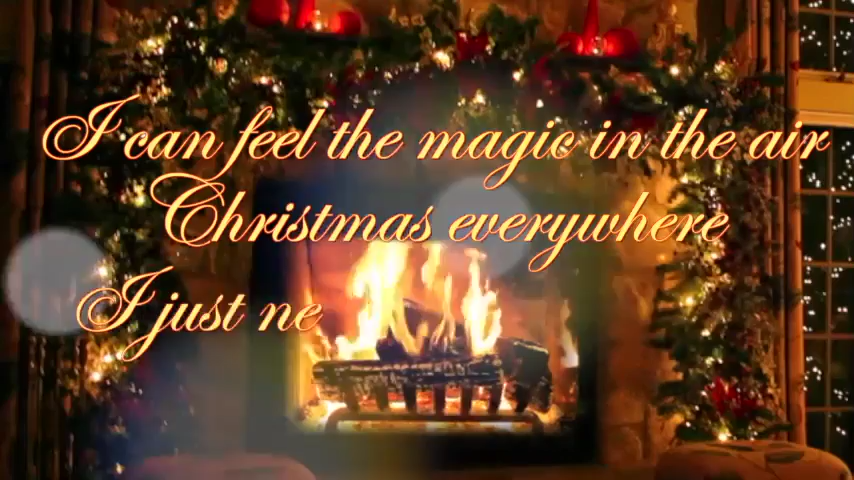 I can feel the magic in the air
Christmas everywhere
I just ne